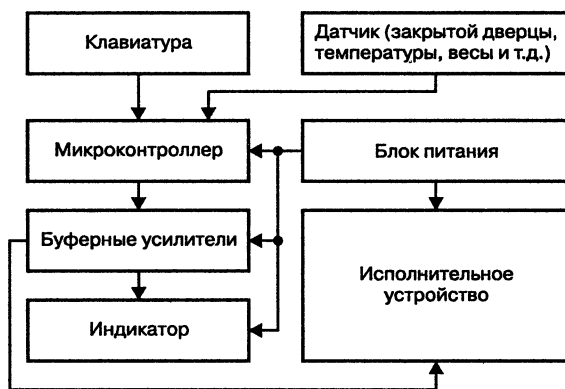 Клавиатура
Датчик (закрытой дверцы,
температуры, весы и т.д.)
Микроконтроллер
Блок питания
Буферные усилители
Исполнительное
устройство
Индикатор